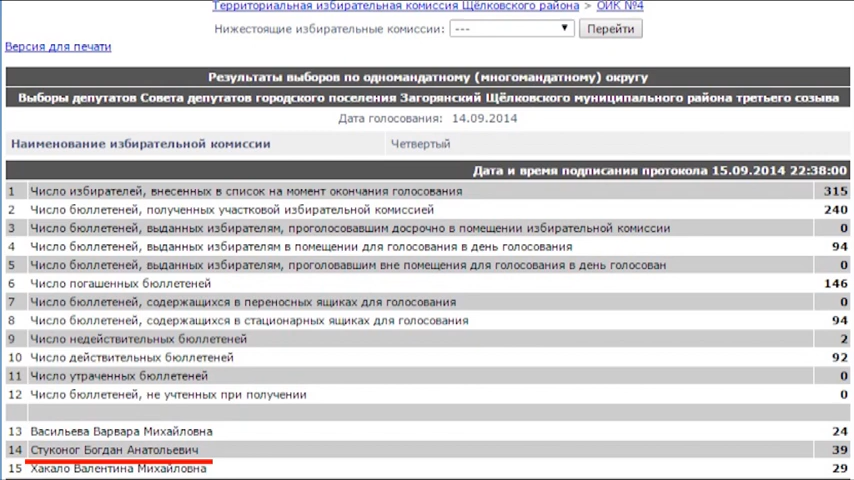 Территориальная избирательная комиссия Щёлковского района > ОИК №4
Нижестоящие избирательные комиссии: --- Перейти
Версия для печати
Результаты выборов по одномандатному (многомандатному) округу
Выборы депутатов Совета депутатов городского поселения Загорянский Щёлковского муниципального района третьего созыва
Дата голосования: 14.09.2014
Наименование избирательной комиссии Четвертый
Дата и время подписания протокола 15.09.2014 22:38:00
1 Число избирателей, внесенных в список на момент окончания голосования 315
2 Число бюллетеней, полученных участковой избирательной комиссией 240
3 Число бюллетеней, выданных избирателям, проголосовавшим досрочно в помещении избирательной комиссии 0
4 Число бюллетеней, выданных избирателям в помещении для голосования в день голосования 94
5 Число бюллетеней, выданных избирателям, проголовавшим вне помещения для голосования в день голосован 0
6 Число погашенных бюллетеней 146
7 Число бюллетеней, содержащихся в переносных ящиках для голосования 0
8 Число бюллетеней, содержащихся в стационарных ящиках для голосования 94
9 Число недействительных бюллетеней 2
10 Число действительных бюллетеней 92
11 Число утраченных бюллетеней 0
12 Число бюллетеней, не учтенных при получении 0
13 Васильева Варвара Михайловна 24
14 Стуконог Богдан Анатольевич 39
15 Хакало Валентина Михайловна 29